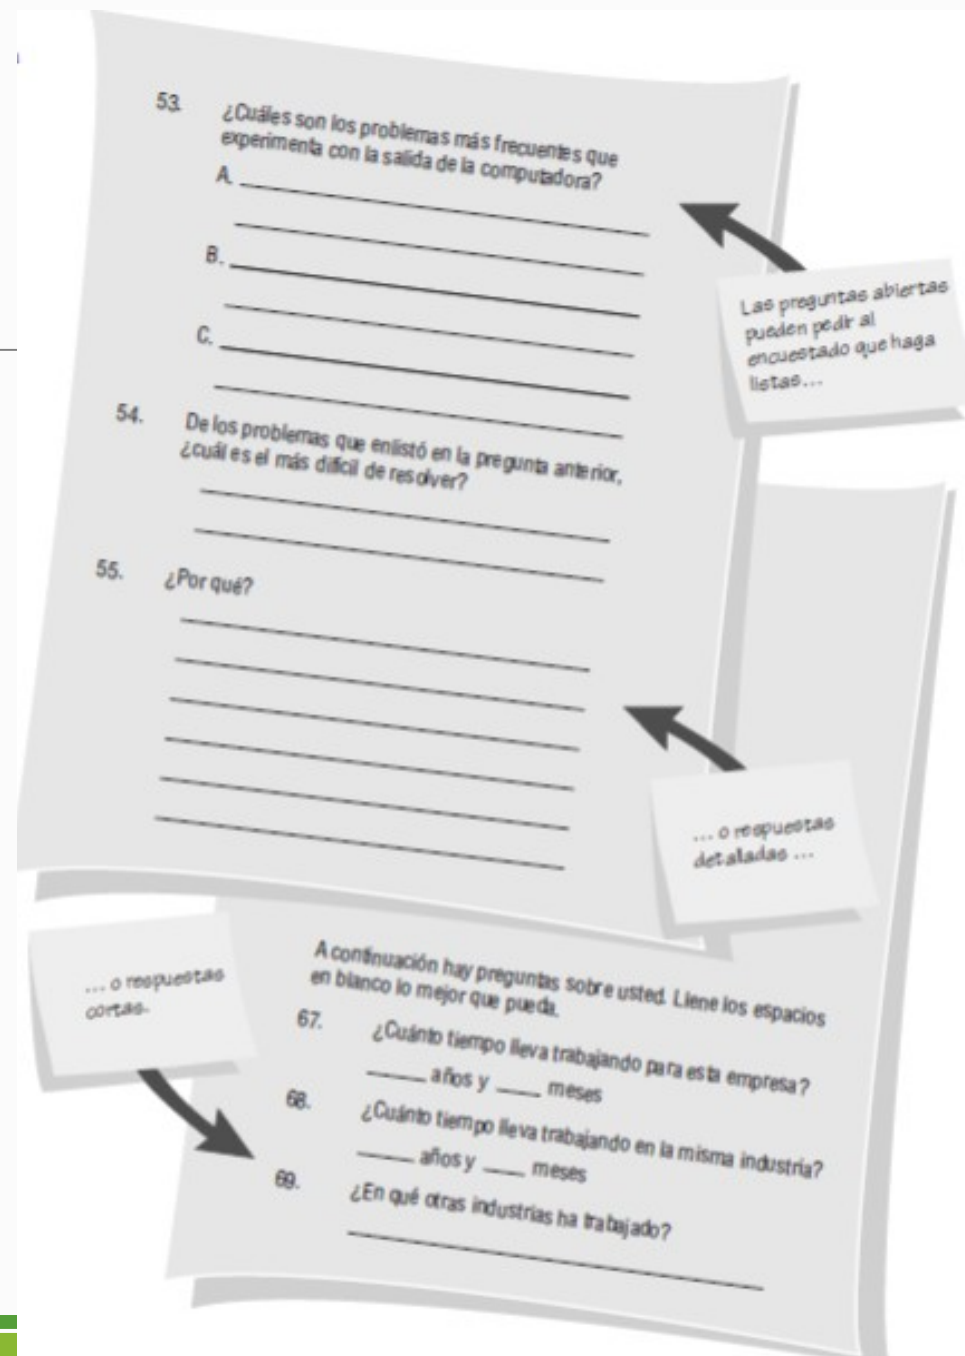 53. ¿Cuáles son los problemas más frecuentes que
experimenta con la salida de la computadora?
A.
B.
C.
Las preguntas abiertas
pueden pedir al
encuestado que haga
listas...
54. De los problemas que enlistó en la pregunta anterior,
¿cuál es el más difícil de resolver?
55. ¿Por qué?
... o respuestas
detalladas ...
... o respuestas
cortas.
A continuación hay preguntas sobre usted. Llene los espacios
en blanco lo mejor que pueda.
67. ¿Cuánto tiempo lleva trabajando para esta empresa?
_____ años y ____ meses
68. ¿Cuánto tiempo lleva trabajando en la misma industria?
_____ años y ____ meses
69. ¿En qué otras industrias ha trabajado?